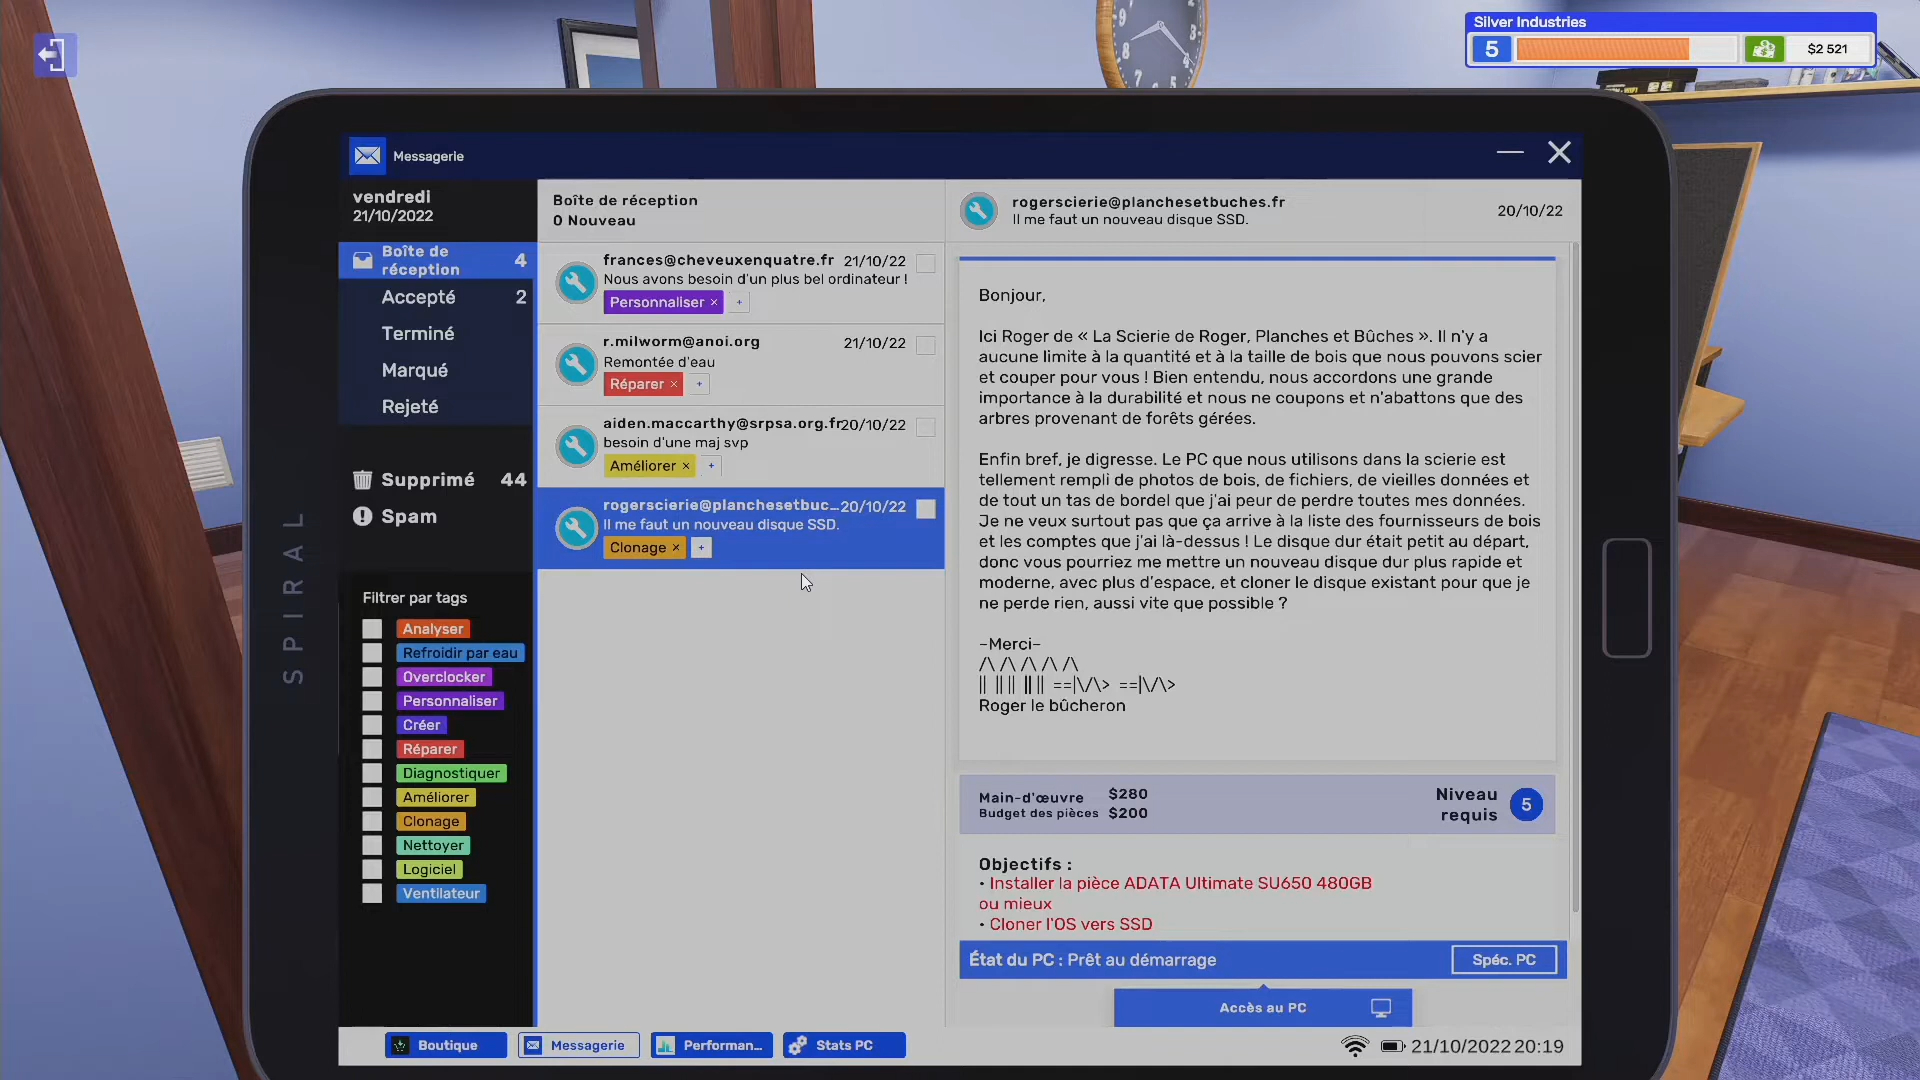 Silver Industries
5
$2 521
Messagerie
vendredi
21/10/2022
Boîte de réception
4
Accepté
2
Terminé
Marqué
Rejeté
Supprimé
44
Spam
Filtrer par tags
Analyser
Refroidir par eau
Overclocker
Personnaliser
Créer
Réparer
Diagnostiquer
Améliorer
Clonage
Nettoyer
Logiciel
Ventilateur
SPIRAL
Boîte de réception
0 Nouveau
frances@cheveuxenquatre.fr 21/10/22
Nous avons besoin d'un plus bel ordinateur !
Personnaliser × +
r.milworm@anoi.org 21/10/22
Remontée d'eau
Réparer × +
aiden.maccarthy@srpsa.org.fr 20/10/22
besoin d'une maj svp
Améliorer × +
rogerscierie@planchesetbuc... 20/10/22
Il me faut un nouveau disque SSD.
Clonage × +
rogerscierie@planchesetbuches.fr
Il me faut un nouveau disque SSD.
20/10/22
Bonjour,
Ici Roger de « La Scierie de Roger, Planches et Bûches ». Il n'y a
aucune limite à la quantité et à la taille de bois que nous pouvons scier
et couper pour vous ! Bien entendu, nous accordons une grande
importance à la durabilité et nous ne coupons et n'abattons que des
arbres provenant de forêts gérées.
Enfin bref, je digresse. Le PC que nous utilisons dans la scierie est
tellement rempli de photos de bois, de fichiers, de vieilles données et
de tout un tas de bordel que j'ai peur de perdre toutes mes données.
Je ne veux surtout pas que ça arrive à la liste des fournisseurs de bois
et les comptes que j'ai là-dessus ! Le disque dur était petit au départ,
donc vous pourriez me mettre un nouveau disque dur plus rapide et
moderne, avec plus d'espace, et cloner le disque existant pour que je
ne perde rien, aussi vite que possible ?
-Merci-
/\ /\ /\ /\ /\
|| || || || || ==|\/\> ==|\/\>
Roger le bûcheron
Main-d'œuvre $280
Budget des pièces $200
Niveau requis
5
Objectifs :
• Installer la pièce ADATA Ultimate SU650 480GB
ou mieux
• Cloner l'OS vers SSD
État du PC : Prêt au démarrage
Spéc. PC
Accès au PC
Boutique
Messagerie
Performan...
Stats PC
21/10/2022 20:19